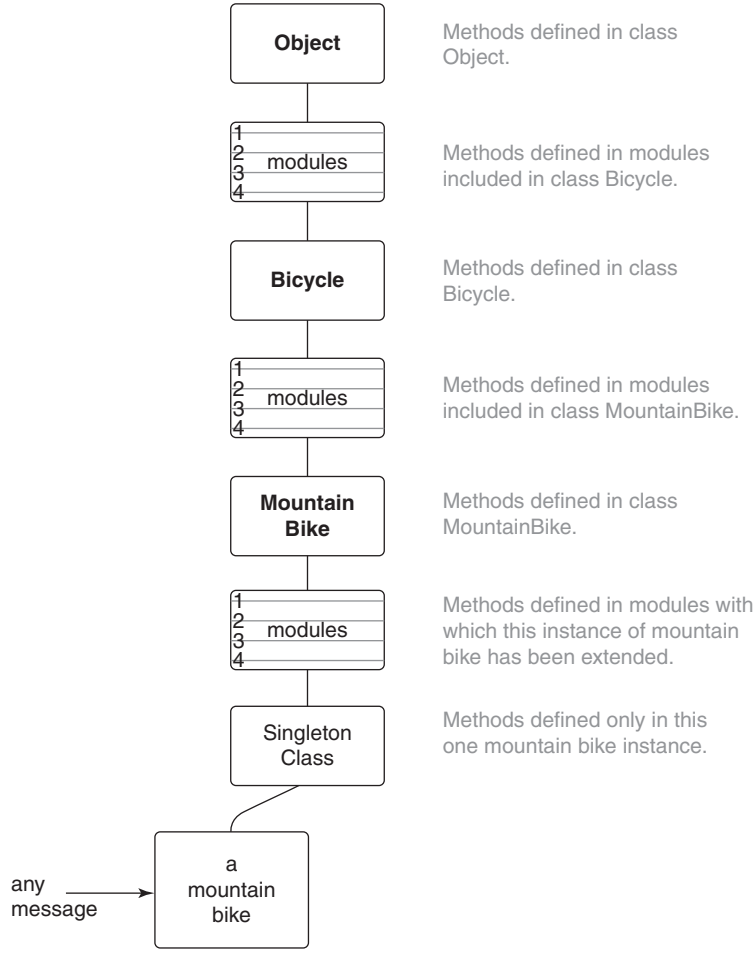 Object
Methods defined in class
Object.
1
2
3
4
modules
Methods defined in modules
included in class Bicycle.
Bicycle
Methods defined in class
Bicycle.
1
2
3
4
modules
Methods defined in modules
included in class MountainBike.
Mountain
Bike
Methods defined in class
MountainBike.
1
2
3
4
modules
Methods defined in modules with
which this instance of mountain
bike has been extended.
Singleton
Class
Methods defined only in this
one mountain bike instance.
any
message
a
mountain
bike